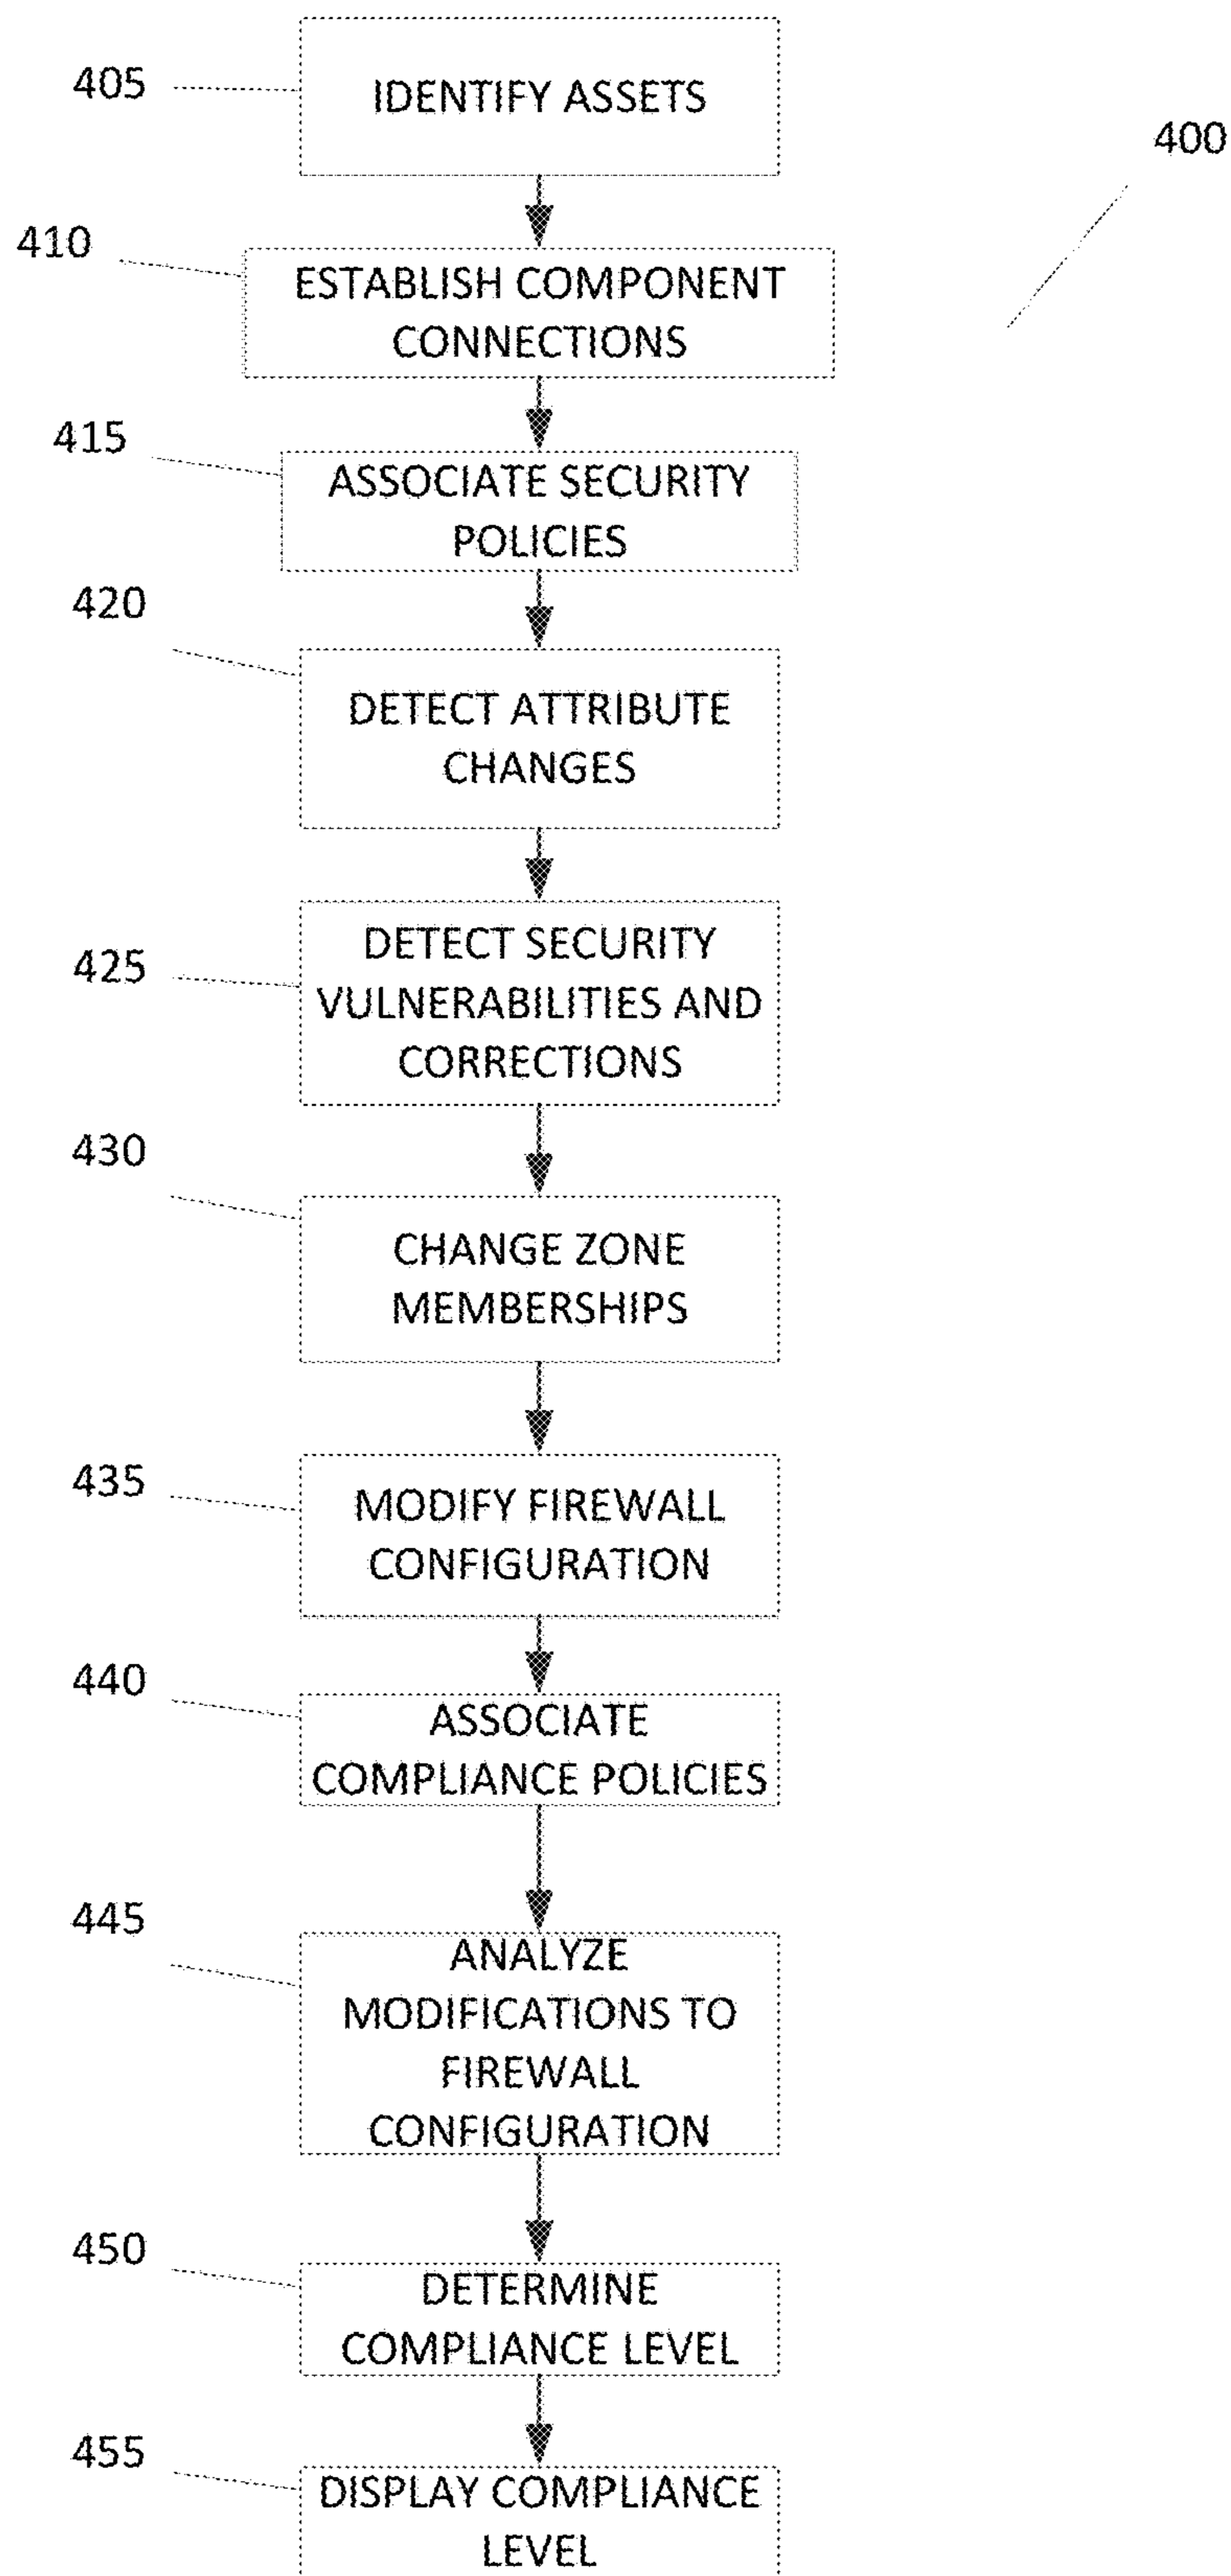 405
IDENTIFY ASSETS
400
410
ESTABLISH COMPONENT
CONNECTIONS
415
ASSOCIATE SECURITY
POLICIES
420
DETECT ATTRIBUTE
CHANGES
425
DETECT SECURITY
VULNERABILITIES AND
CORRECTIONS
430
CHANGE ZONE
MEMBERSHIPS
435
MODIFY FIREWALL
CONFIGURATION
440
ASSOCIATE
COMPLIANCE POLICIES
445
ANALYZE
MODIFICATIONS TO
FIREWALL
CONFIGURATION
450
DETERMINE
COMPLIANCE LEVEL
455
DISPLAY COMPLIANCE
LEVEL